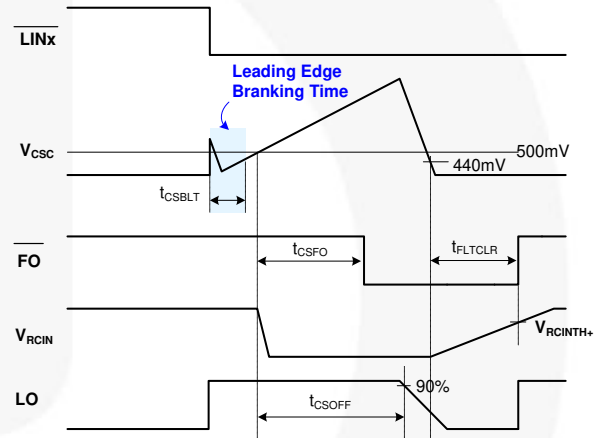 LINx
Leading Edge
Branking Time
VCSC
500mV
440mV
tCSBLT
FO
tCSFO
tFLTCLR
VRCIN
VRCINTH+
LO
90%
tCSOFF